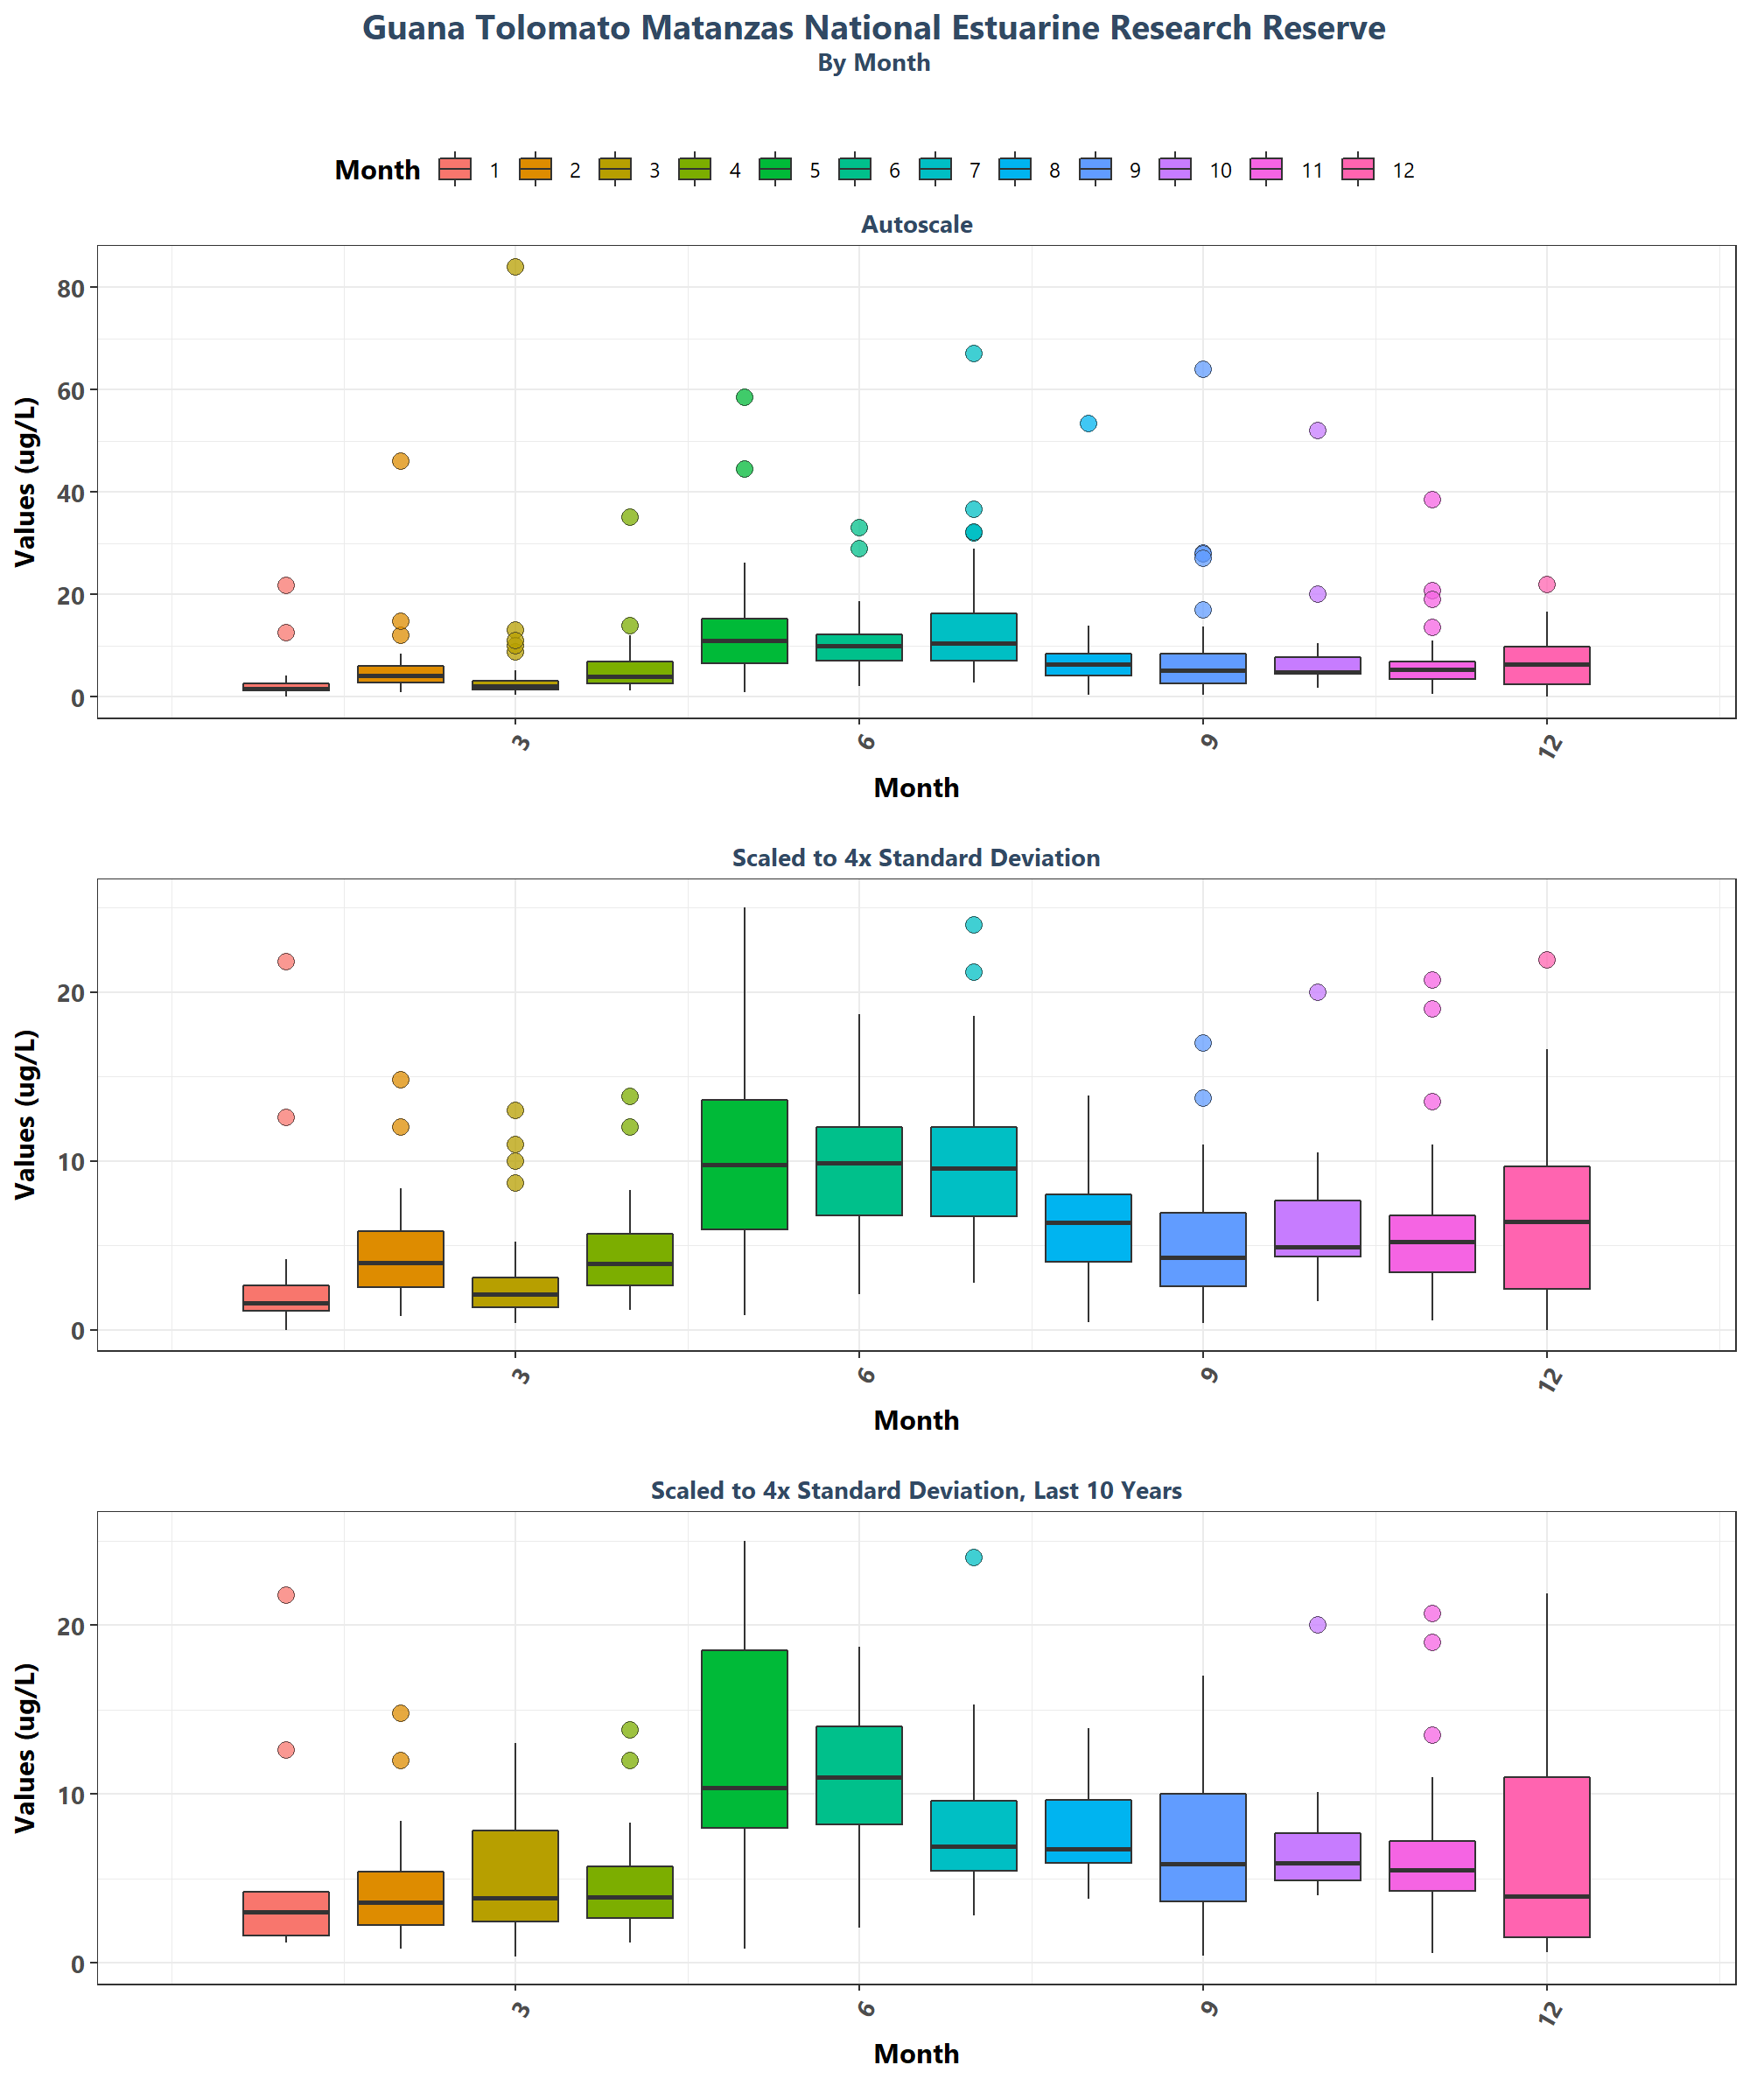 Guana Tolomato Matanzas National Estuarine Research Reserve
By Month
Month 1 2 3 4 5 6 7 8 9 10 11 12
Autoscale
Values (ug/L)
80
60
40
20
0
3 6 9 12
Month
Scaled to 4x Standard Deviation
Values (ug/L)
20
10
0
3 6 9 12
Month
Scaled to 4x Standard Deviation, Last 10 Years
Values (ug/L)
20
10
0
3 6 9 12
Month